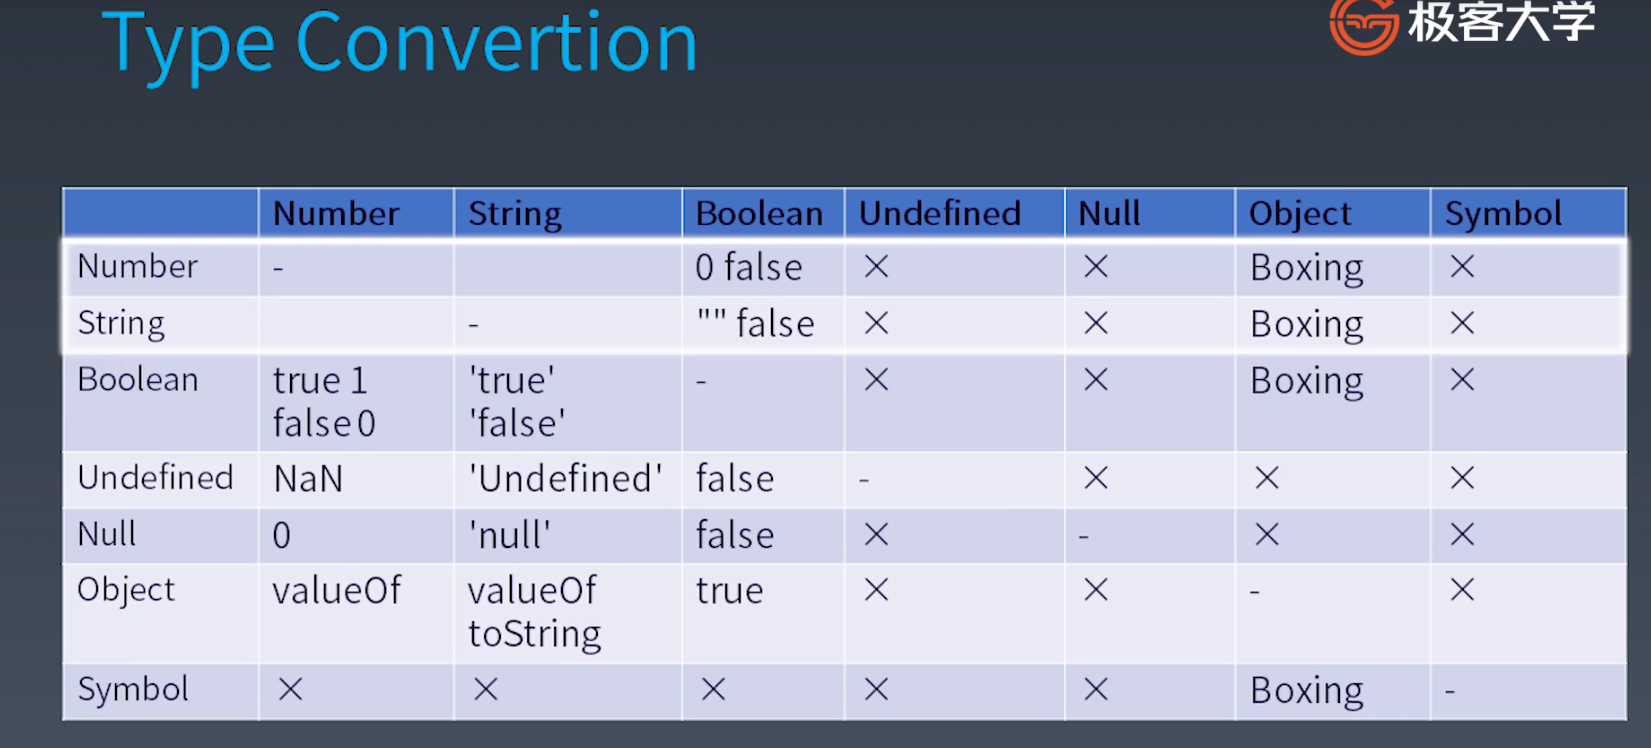 Type Convertion
极客大学
Number String Boolean Undefined Null Object Symbol
Number - 0 false × × Boxing ×
String - "" false × × Boxing ×
Boolean true 1 'true' - × × Boxing ×
false 0 'false'
Undefined NaN 'Undefined' false - × × ×
Null 0 'null' false × - × ×
Object valueOf valueOf true × × - ×
toString
Symbol × × × × × Boxing -